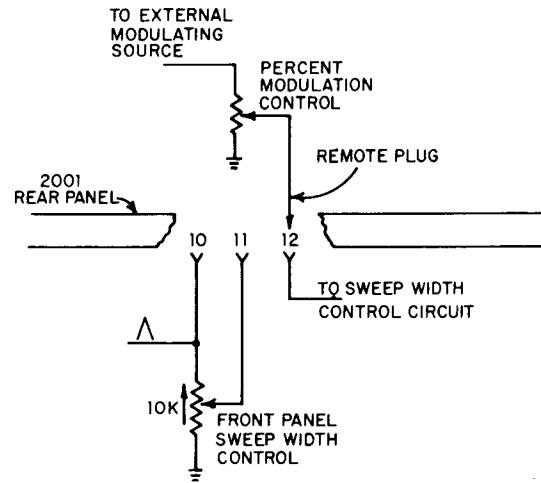 TO EXTERNAL
MODULATING
SOURCE
PERCENT
MODULATION
CONTROL
REMOTE PLUG
2001
REAR PANEL
10 11 12
TO SWEEP WIDTH
CONTROL CIRCUIT
10K
FRONT PANEL
SWEEP WIDTH
CONTROL